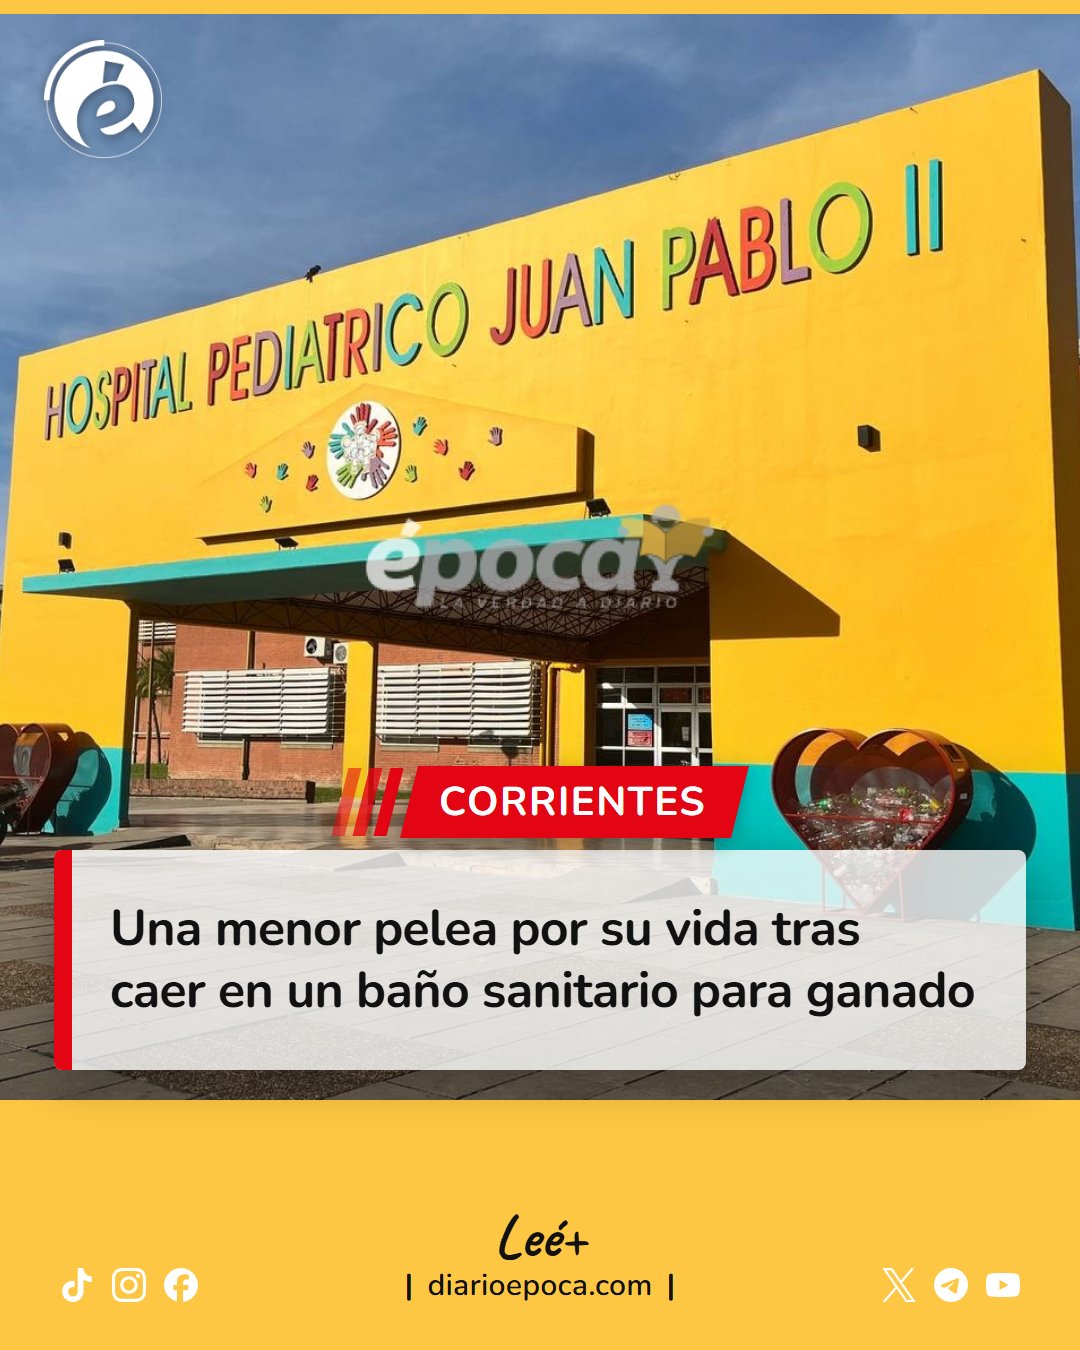 é
HOSPITAL PEDIATRICO JUAN PABLO II
época
LA VERDAD A DIARIO
CORRIENTES
Una menor pelea por su vida tras
caer en un baño sanitario para ganado
Leé+
| diarioepoca.com |